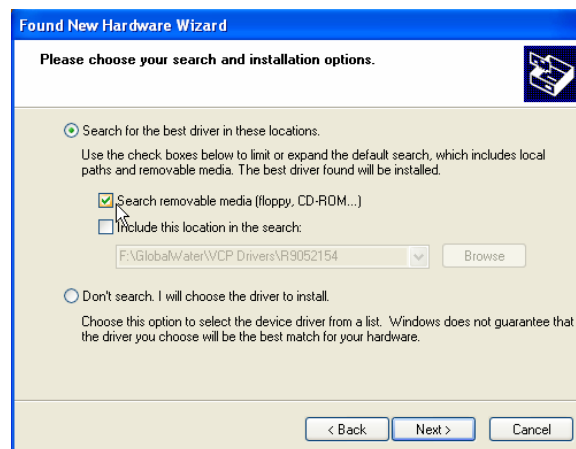 Found New Hardware Wizard
Please choose your search and installation options.
Search for the best driver in these locations.
Use the check boxes below to limit or expand the default search, which includes local
paths and removable media. The best driver found will be installed.
Search removable media (floppy, CD-ROM...)
Include this location in the search:
F:\GlobalWater\VCP Drivers\R9052154
Browse
Don't search. I will choose the driver to install.
Choose this option to select the device driver from a list. Windows does not guarantee that
the driver you choose will be the best match for your hardware.
< Back Next > Cancel